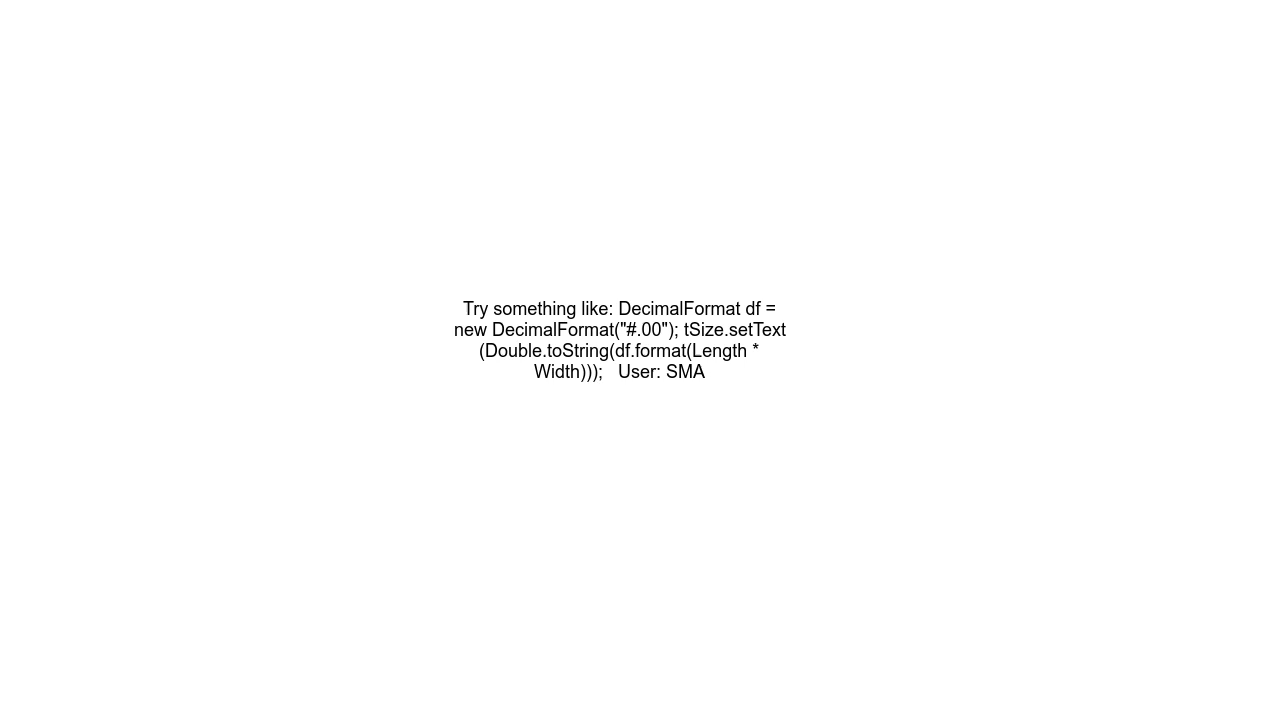 Try something like: DecimalFormat df =
new DecimalFormat("#.00"); tSize.setText
(Double.toString(df.format(Length *
Width)));   User: SMA